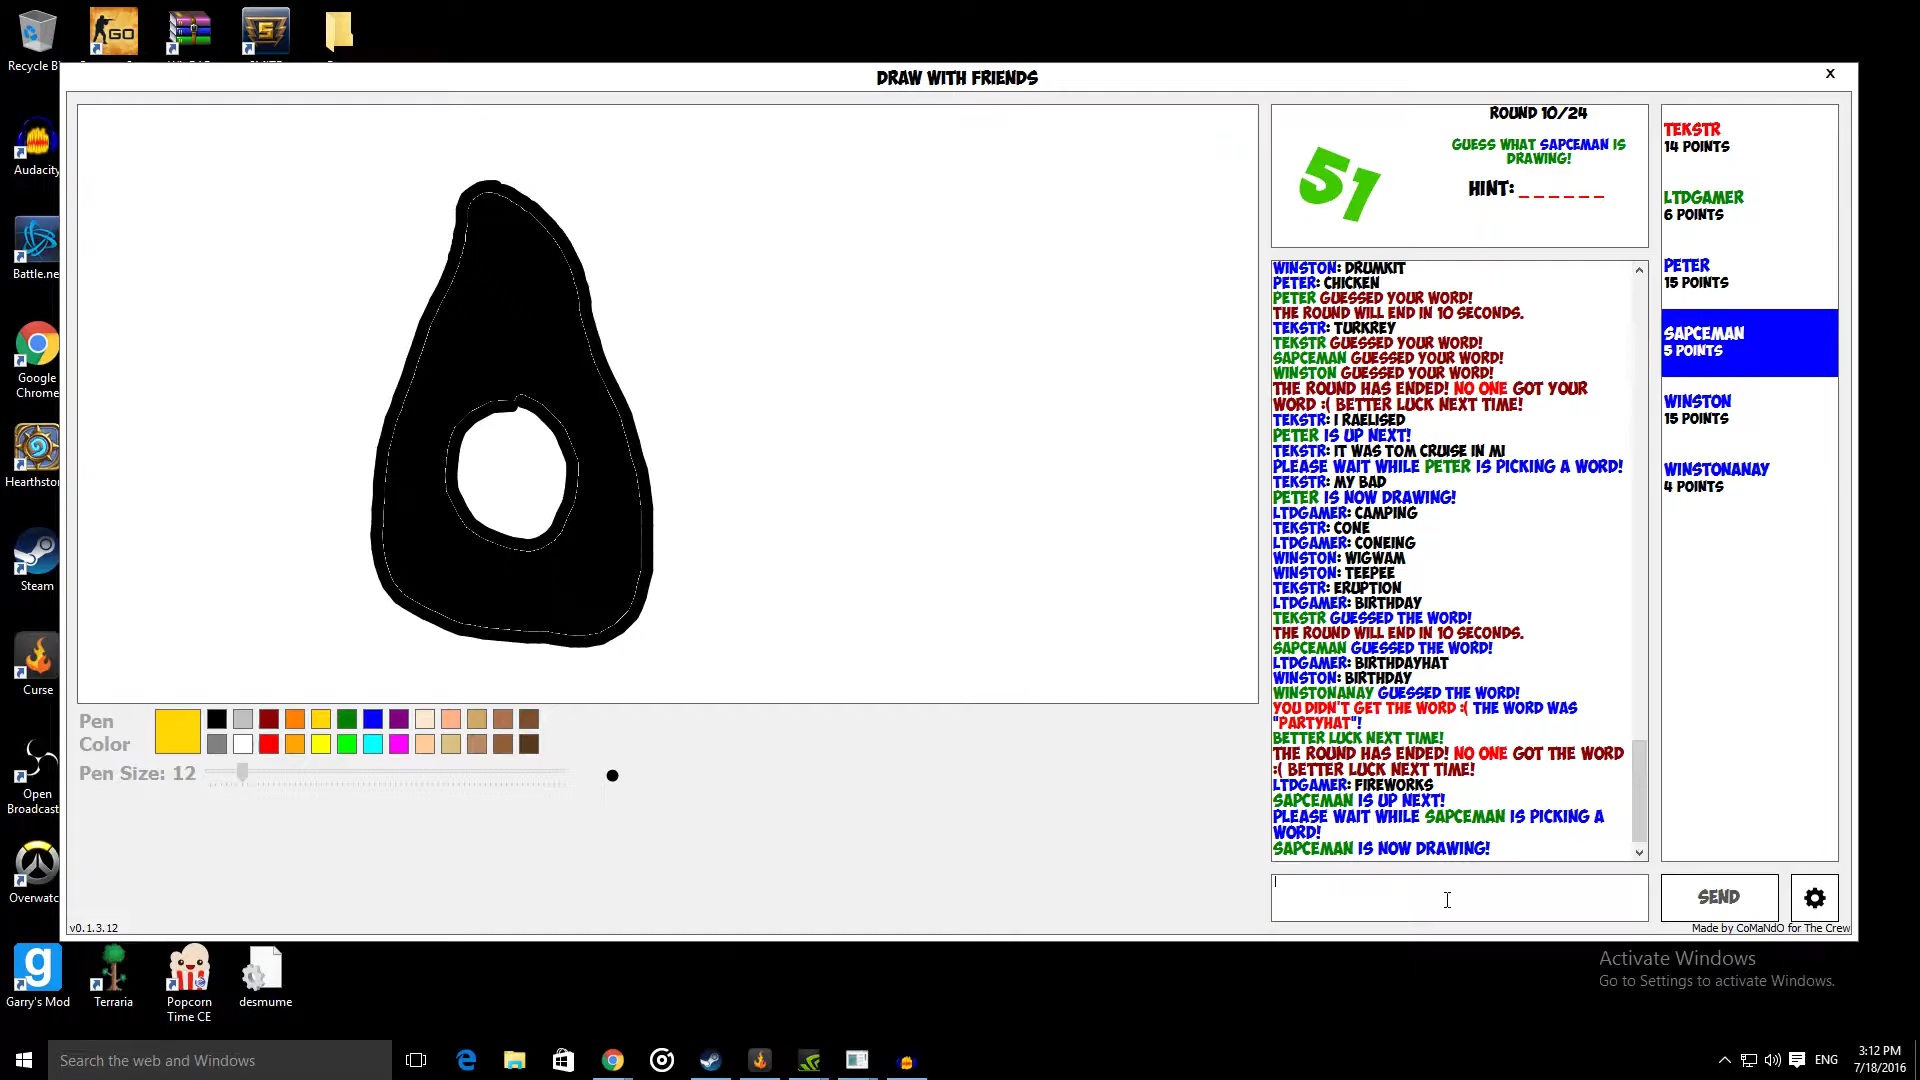 Recycle B
GO
DRAW WITH FRIENDS
X
ROUND 10/24
GUESS WHAT SAPCEMAN IS
DRAWING!
HINT: _ _ _ _ _ _
51
TEKSTR
14 POINTS
LTDGAMER
6 POINTS
PETER
15 POINTS
SAPCEMAN
5 POINTS
WINSTON
15 POINTS
WINSTONANAY
4 POINTS
WINSTON: DRUMKIT
PETER: CHICKEN
PETER GUESSED YOUR WORD!
THE ROUND WILL END IN 10 SECONDS.
TEKSTR: TURKREY
TEKSTR GUESSED YOUR WORD!
SAPCEMAN GUESSED YOUR WORD!
WINSTON GUESSED YOUR WORD!
THE ROUND HAS ENDED! NO ONE GOT YOUR
WORD :( BETTER LUCK NEXT TIME!
TEKSTR: I RAELISED
PETER IS UP NEXT!
TEKSTR: IT WAS TOM CRUISE IN MI
PLEASE WAIT WHILE PETER IS PICKING A WORD!
TEKSTR: MY BAD
PETER IS NOW DRAWING!
LTDGAMER: CAMPING
TEKSTR: CONE
LTDGAMER: CONEING
WINSTON: WIGWAM
WINSTON: TEEPEE
TEKSTR: ERUPTION
LTDGAMER: BIRTHDAY
TEKSTR GUESSED THE WORD!
THE ROUND WILL END IN 10 SECONDS.
SAPCEMAN GUESSED THE WORD!
LTDGAMER: BIRTHDAYHAT
WINSTON: BIRTHDAY
WINSTONANAY GUESSED THE WORD!
YOU DIDN'T GET THE WORD :( THE WORD WAS
"PARTYHAT"!
BETTER LUCK NEXT TIME!
THE ROUND HAS ENDED! NO ONE GOT THE WORD
:( BETTER LUCK NEXT TIME!
LTDGAMER: FIREWORKS
SAPCEMAN IS UP NEXT!
PLEASE WAIT WHILE SAPCEMAN IS PICKING A
WORD!
SAPCEMAN IS NOW DRAWING!
SEND
Made by CoMaNdO for The Crew
Pen
Color
Pen Size: 12
v0.1.3.12
Audacity
Battle.ne
Google
Chrome
Hearthston
Steam
Curse
Open
Broadcast
Overwatc
Garry's Mod
Terraria
Popcorn
Time CE
desmume
Activate Windows
Go to Settings to activate Windows.
Search the web and Windows
ENG
3:12 PM
7/18/2016